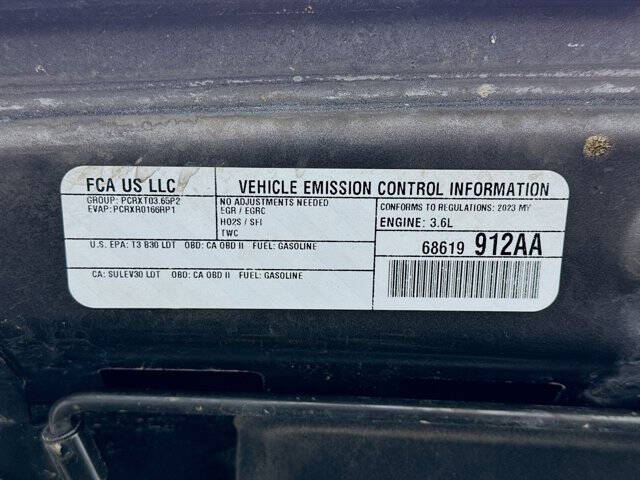 FCA US LLC
GROUP: PCRXT03.65P2
EVAP: PCRXR0166RP1
VEHICLE EMISSION CONTROL INFORMATION
NO ADJUSTMENTS NEEDED
EGR / EGRC
HO2S / SFI
TWC
CONFORMS TO REGULATIONS: 2023 MY
ENGINE: 3.6L
U.S. EPA: T3 B30 LDT OBD: CA OBD II FUEL: GASOLINE
68619 912AA
CA: SULEV30 LDT OBD: CA OBD II FUEL: GASOLINE